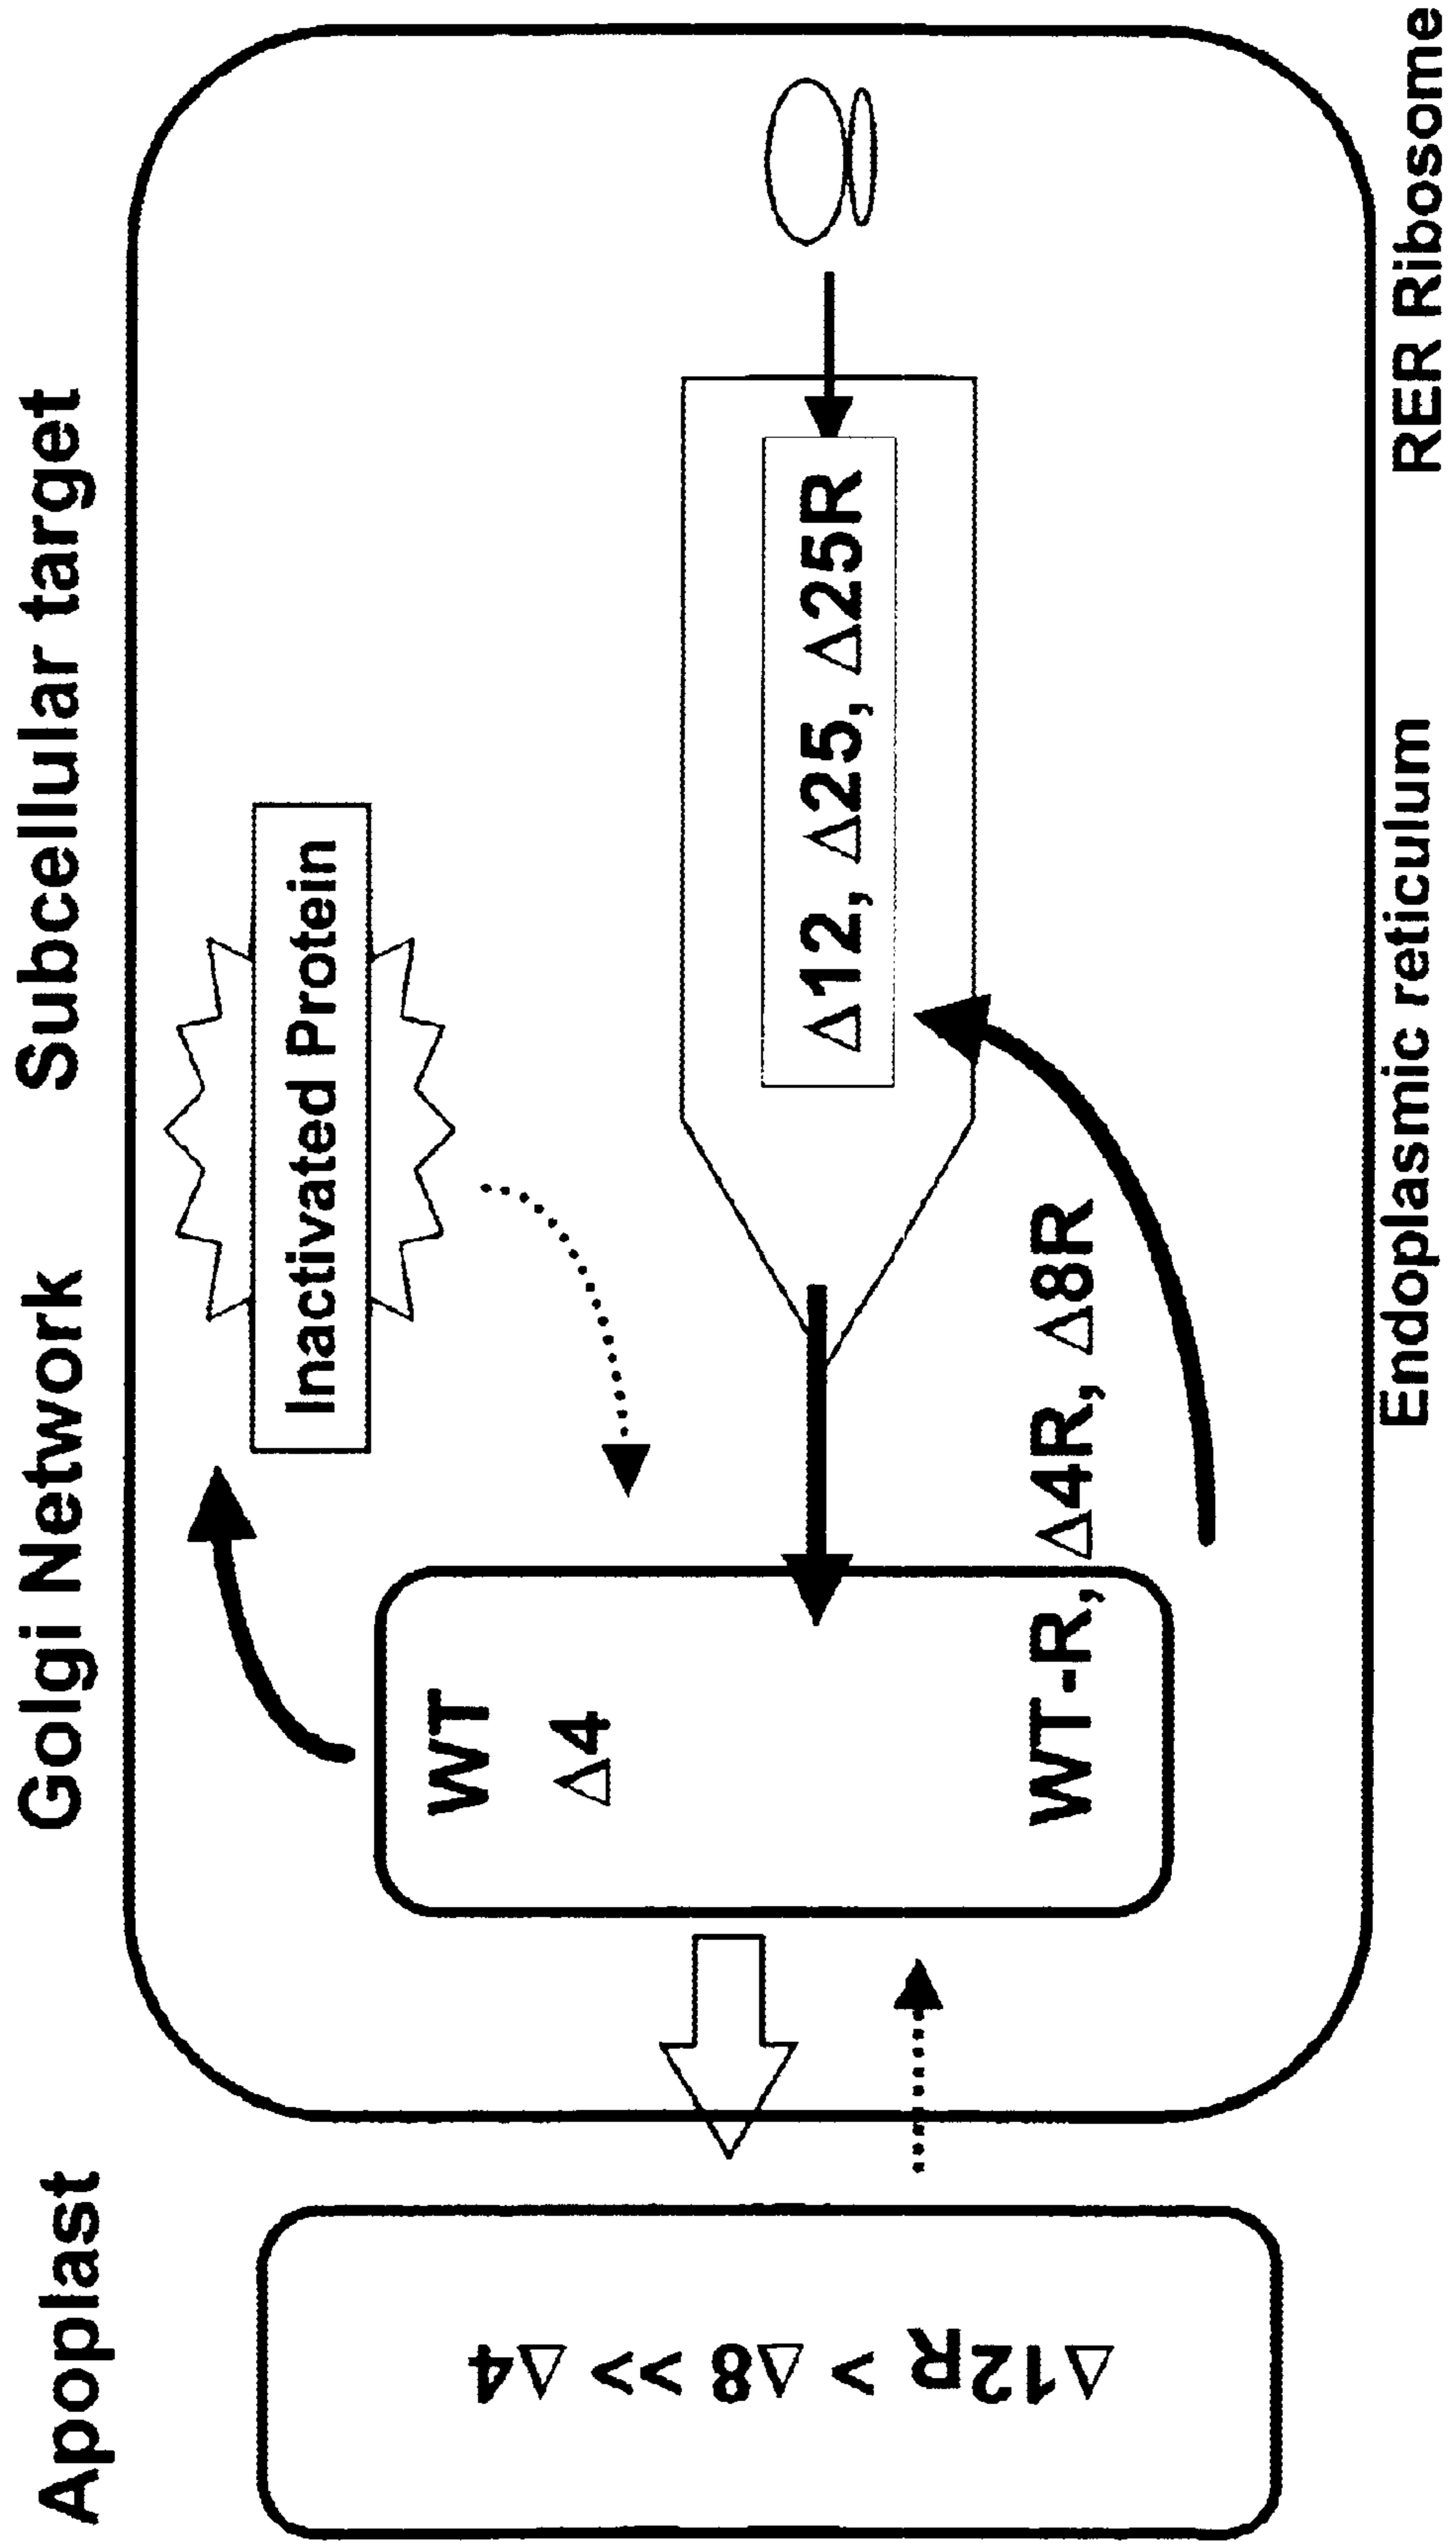 Apoplast
Golgi Network
Subcellular target
Inactivated Protein
WT
Δ4
Δ12R > Δ8 >> Δ4
Δ12, Δ25, Δ25R
WT-R, Δ4R, Δ8R
Endoplasmic reticulum
RER Ribosome